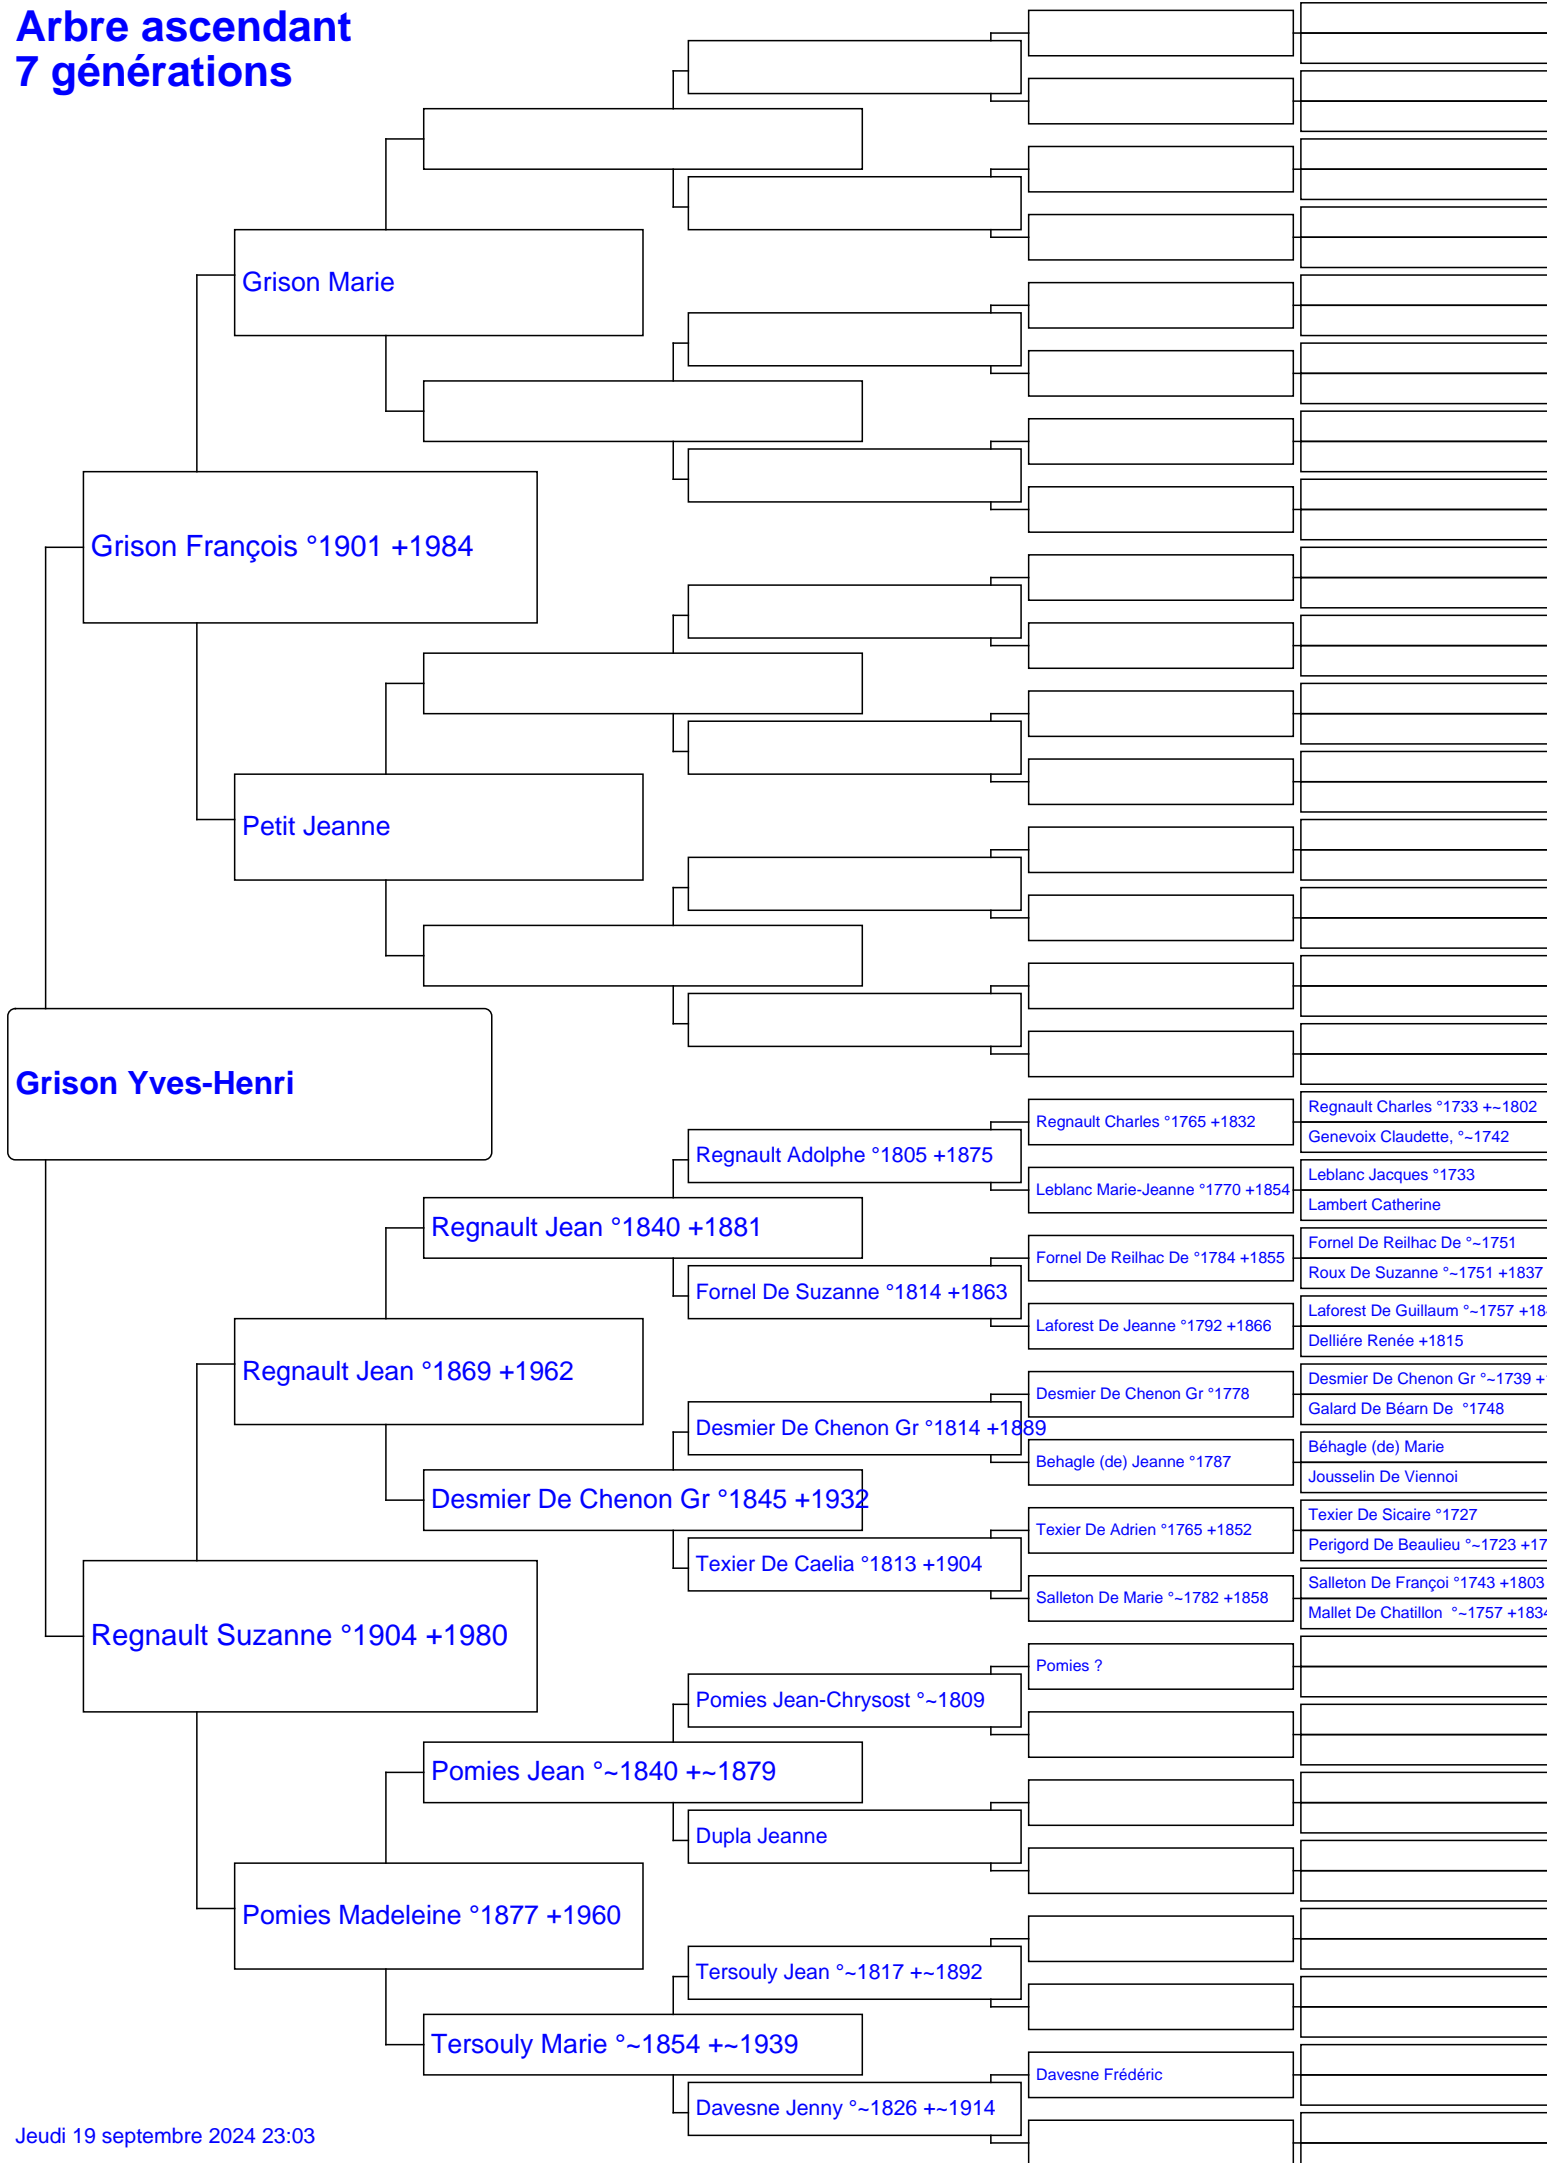 Arbre ascendant
7 générations
Grison Marie
Grison François °1901 +1984
Petit Jeanne
Grison Yves-Henri
Regnault Charles °1733 +~1802
Regnault Charles °1765 +1832
Genevoix Claudette, °~1742
Regnault Adolphe °1805 +1875
Leblanc Jacques °1733
Leblanc Marie-Jeanne °1770 +1854
Lambert Catherine
Regnault Jean °1840 +1881
Fornel De Reilhac De °~1751
Fornel De Reilhac De °1784 +1855
Roux De Suzanne °~1751 +1837
Fornel De Suzanne °1814 +1863
Laforest De Guillaum °~1757 +18
Laforest De Jeanne °1792 +1866
Delliére Renée +1815
Regnault Jean °1869 +1962
Desmier De Chenon Gr °~1739 +
Desmier De Chenon Gr °1778
Galard De Béarn De °1748
Desmier De Chenon Gr °1814 +1889
Béhagle (de) Marie
Behagle (de) Jeanne °1787
Jousselin De Viennoi
Desmier De Chenon Gr °1845 +1932
Texier De Sicaire °1727
Texier De Adrien °1765 +1852
Perigord De Beaulieu °~1723 +17
Texier De Caelia °1813 +1904
Salleton De Françoi °1743 +1803
Salleton De Marie °~1782 +1858
Mallet De Chatillon °~1757 +1834
Regnault Suzanne °1904 +1980
Pomies ?
Pomies Jean-Chrysost °~1809
Pomies Jean °~1840 +~1879
Dupla Jeanne
Pomies Madeleine °1877 +1960
Tersouly Jean °~1817 +~1892
Tersouly Marie °~1854 +~1939
Davesne Frédéric
Davesne Jenny °~1826 +~1914
Jeudi 19 septembre 2024 23:03